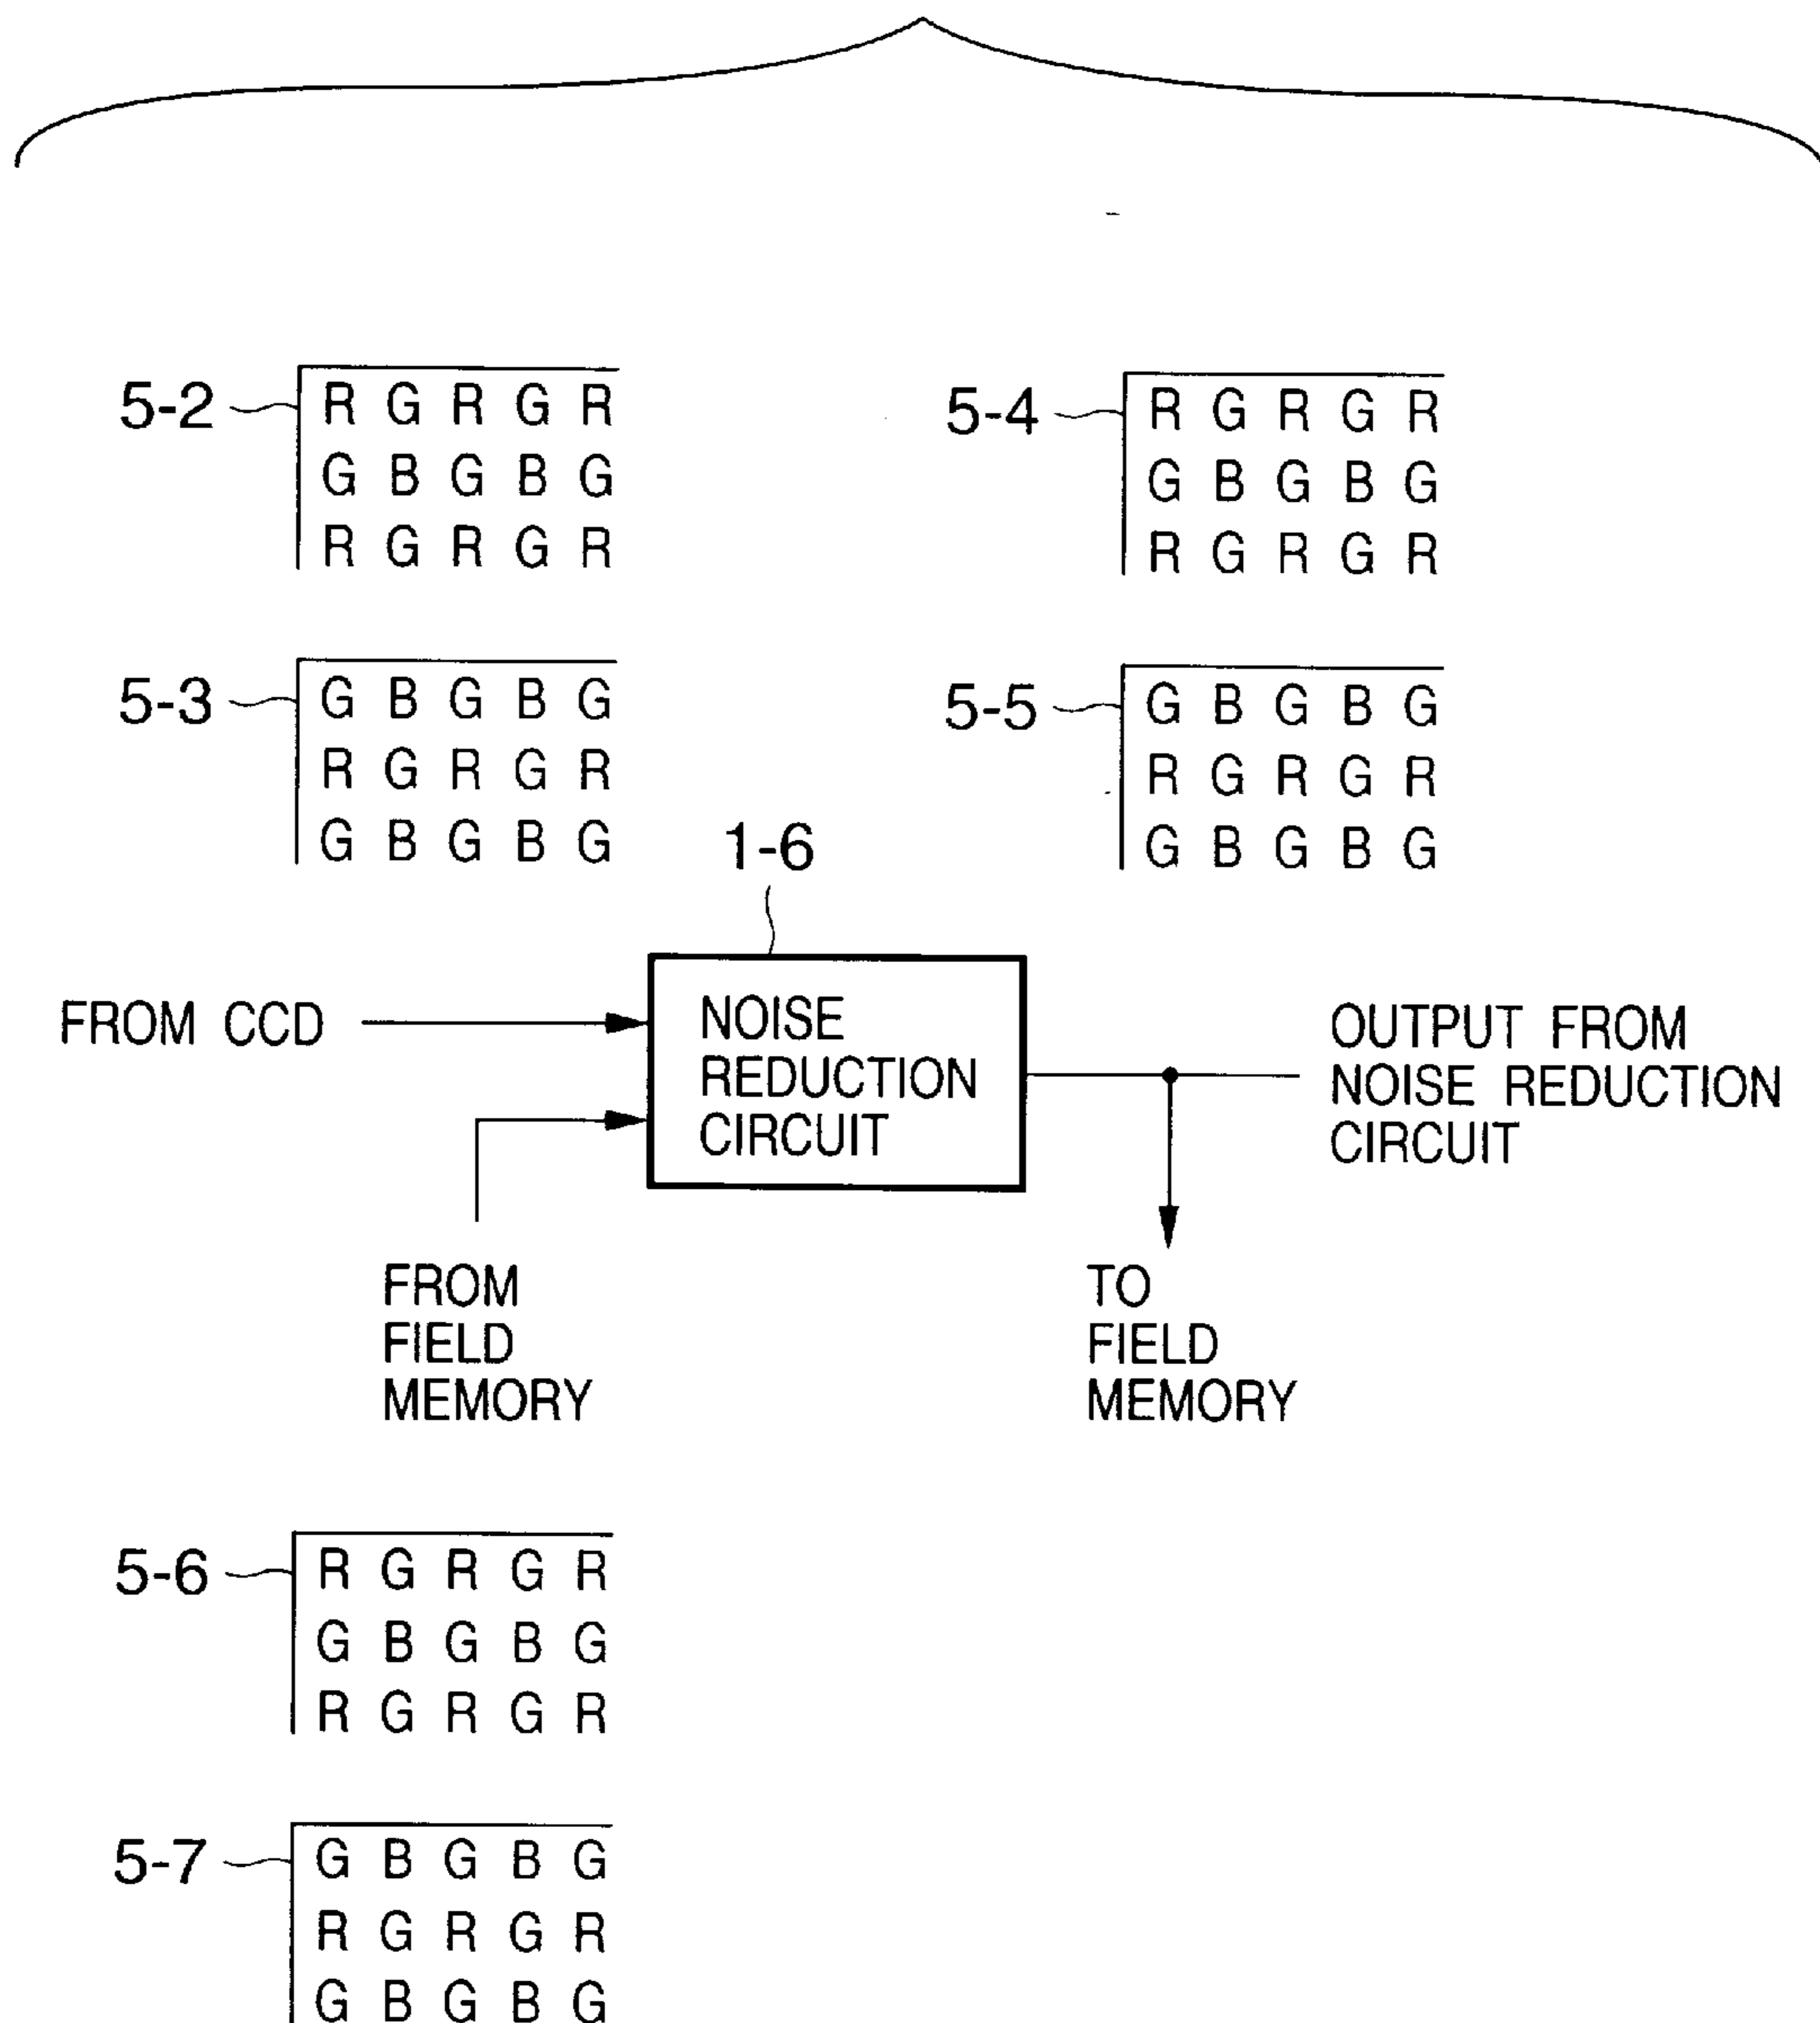 5-2 R G R G R
G B G B G
R G R G R
5-4 R G R G R
G B G B G
R G R G R
5-3 G B G B G
R G R G R
G B G B G
5-5 G B G B G
R G R G R
G B G B G
1-6
FROM CCD
NOISE
REDUCTION
CIRCUIT
OUTPUT FROM
NOISE REDUCTION
CIRCUIT
FROM
FIELD
MEMORY
TO
FIELD
MEMORY
5-6 R G R G R
G B G B G
R G R G R
5-7 G B G B G
R G R G R
G B G B G